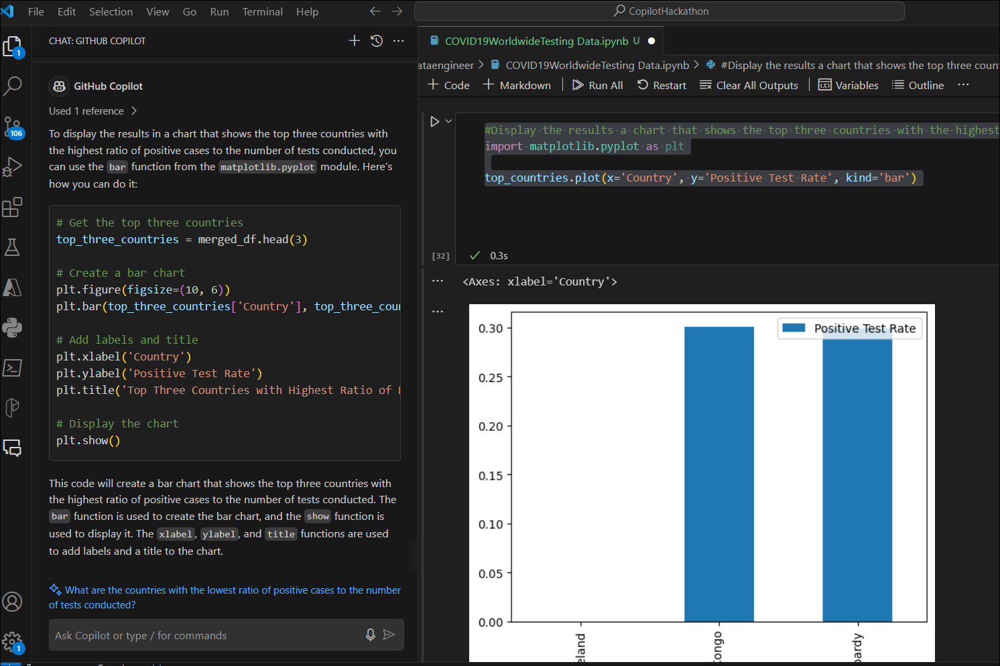 File Edit Selection View Go Run Terminal Help
CopilotHackathon
CHAT: GITHUB COPILOT
GitHub Copilot
Used 1 reference
To display the results in a chart that shows the top three countries with
the highest ratio of positive cases to the number of tests conducted, you
can use the bar function from the matplotlib.pyplot module. Here's
how you can do it:
# Get the top three countries
top_three_countries = merged_df.head(3)
# Create a bar chart
plt.figure(figsize=(10, 6))
plt.bar(top_three_countries['Country'], top_three_cou
# Add labels and title
plt.xlabel('Country')
plt.ylabel('Positive Test Rate')
plt.title('Top Three Countries with Highest Ratio of
# Display the chart
plt.show()
This code will create a bar chart that shows the top three countries with
the highest ratio of positive cases to the number of tests conducted. The
bar function is used to create the bar chart, and the show function is
used to display it. The xlabel, ylabel, and title functions are used
to add labels and a title to the chart.
What are the countries with the lowest ratio of positive cases to the number
of tests conducted?
Ask Copilot or type / for commands
1
106
1
COVID19WorldwideTesting Data.ipynb U
ataengineer > COVID19WorldwideTesting Data.ipynb > #Display the results a chart that shows the top three coun
+ Code + Markdown Run All Restart Clear All Outputs Variables Outline ...
#Display the results a chart that shows the top three countries with the highest
import matplotlib.pyplot as plt
top_countries.plot(x='Country', y='Positive Test Rate', kind='bar')
[32] 0.3s
<Axes: xlabel='Country'>
Positive Test Rate
0.30
0.25
0.20
0.15
0.10
0.05
0.00
eland
ongo
ardy